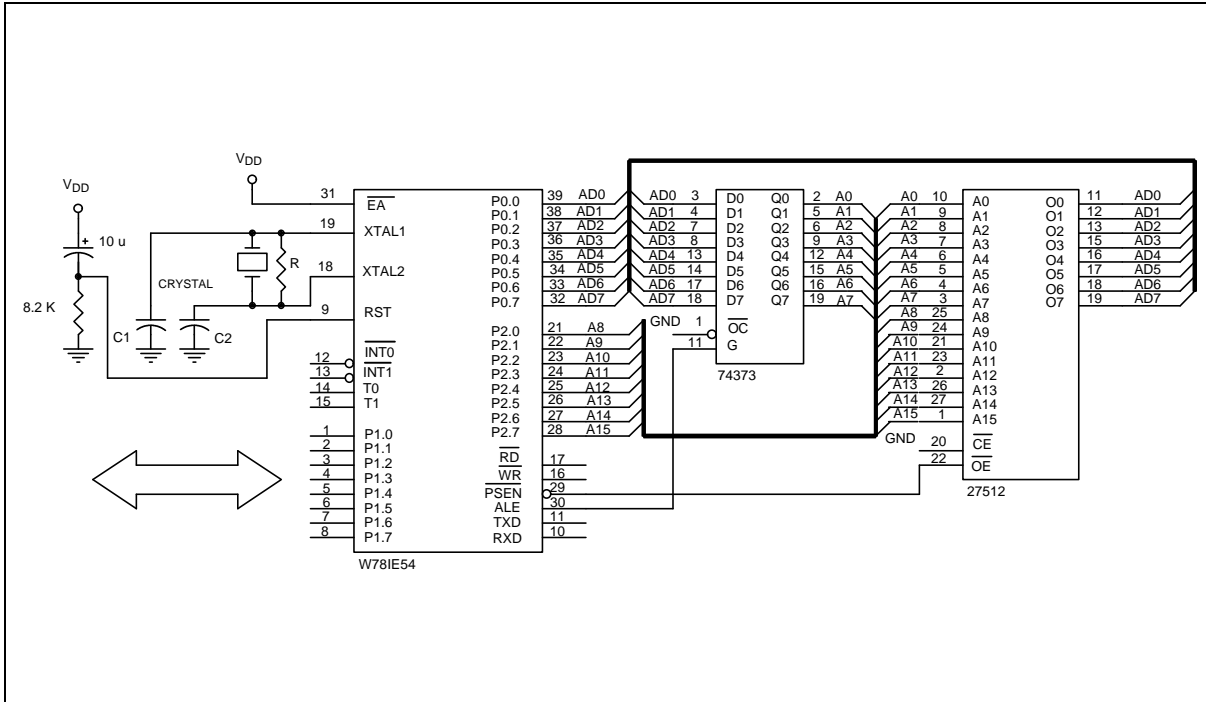 VDD
10 u
8.2 K
VDD
CRYSTAL
R
C1
C2
31 EA
19 XTAL1
18 XTAL2
9 RST
12 INT0
13 INT1
14 T0
15 T1
1 P1.0
2 P1.1
3 P1.2
4 P1.3
5 P1.4
6 P1.5
7 P1.6
8 P1.7
P0.0 39 AD0
P0.1 38 AD1
P0.2 37 AD2
P0.3 36 AD3
P0.4 35 AD4
P0.5 34 AD5
P0.6 33 AD6
P0.7 32 AD7
P2.0 21 A8
P2.1 22 A9
P2.2 23 A10
P2.3 24 A11
P2.4 25 A12
P2.5 26 A13
P2.6 27 A14
P2.7 28 A15
RD 17
WR 16
PSEN 29
ALE 30
TXD 11
RXD 10
W78IE54
AD0 3 D0 Q0 2 A0
AD1 4 D1 Q1 5 A1
AD2 7 D2 Q2 6 A2
AD3 8 D3 Q3 9 A3
AD4 13 D4 Q4 12 A4
AD5 14 D5 Q5 15 A5
AD6 17 D6 Q6 16 A6
AD7 18 D7 Q7 19 A7
GND 1 OC
11 G
74373
A0 10 A0 O0 11 AD0
A1 9 A1 O1 12 AD1
A2 8 A2 O2 13 AD2
A3 7 A3 O3 15 AD3
A4 6 A4 O4 16 AD4
A5 5 A5 O5 17 AD5
A6 4 A6 O6 18 AD6
A7 3 A7 O7 19 AD7
A8 25 A8
A9 24 A9
A10 21 A10
A11 23 A11
A12 2 A12
A13 26 A13
A14 27 A14
A15 1 A15
GND 20 CE
22 OE
27512